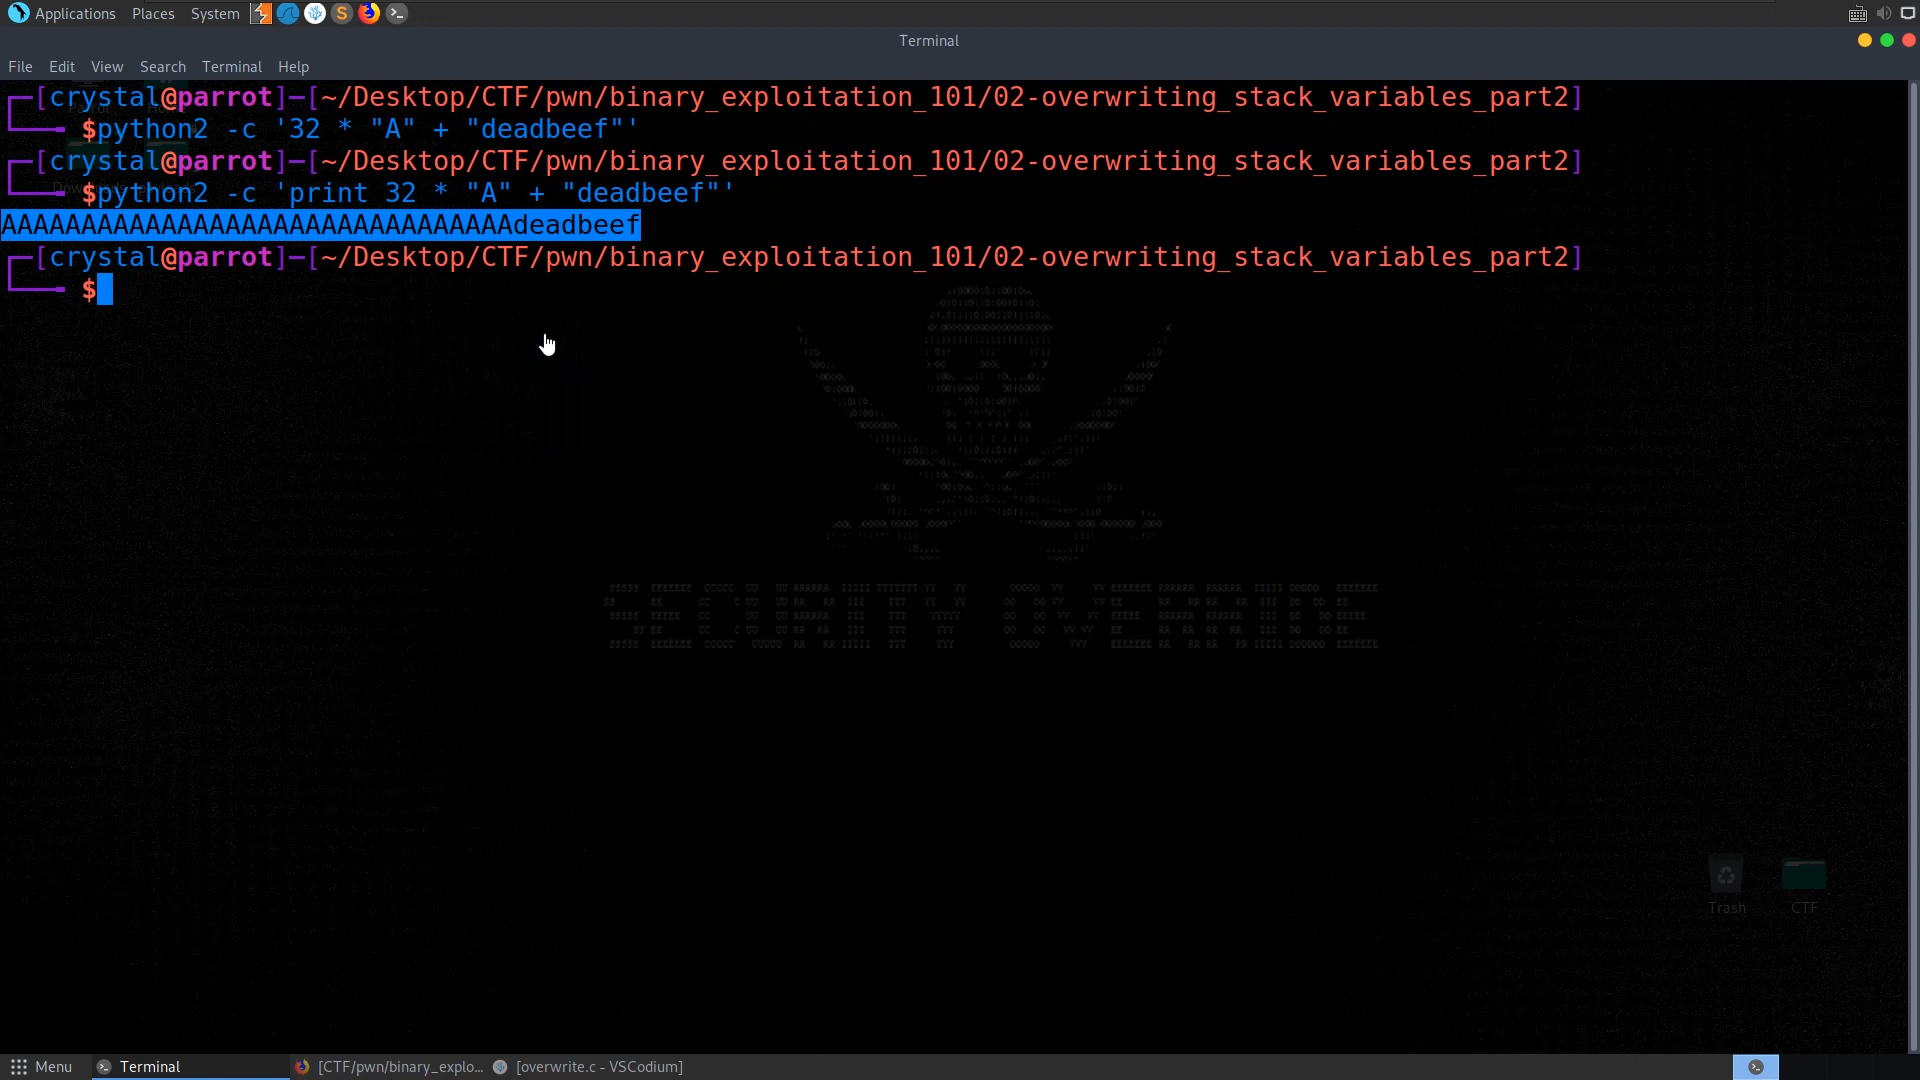 Applications Places System
Terminal
File Edit View Search Terminal Help
┌─[crystal@parrot]─[~/Desktop/CTF/pwn/binary_exploitation_101/02-overwriting_stack_variables_part2]
└──╼ $python2 -c '32 * "A" + "deadbeef"'
┌─[crystal@parrot]─[~/Desktop/CTF/pwn/binary_exploitation_101/02-overwriting_stack_variables_part2]
└──╼ $python2 -c 'print 32 * "A" + "deadbeef"'
AAAAAAAAAAAAAAAAAAAAAAAAAAAAAAAAdeadbeef
┌─[crystal@parrot]─[~/Desktop/CTF/pwn/binary_exploitation_101/02-overwriting_stack_variables_part2]
└──╼ $
SECURITY OVERRIDE
Trash CTF
Menu Terminal [CTF/pwn/binary_explo... [overwrite.c - VSCodium]